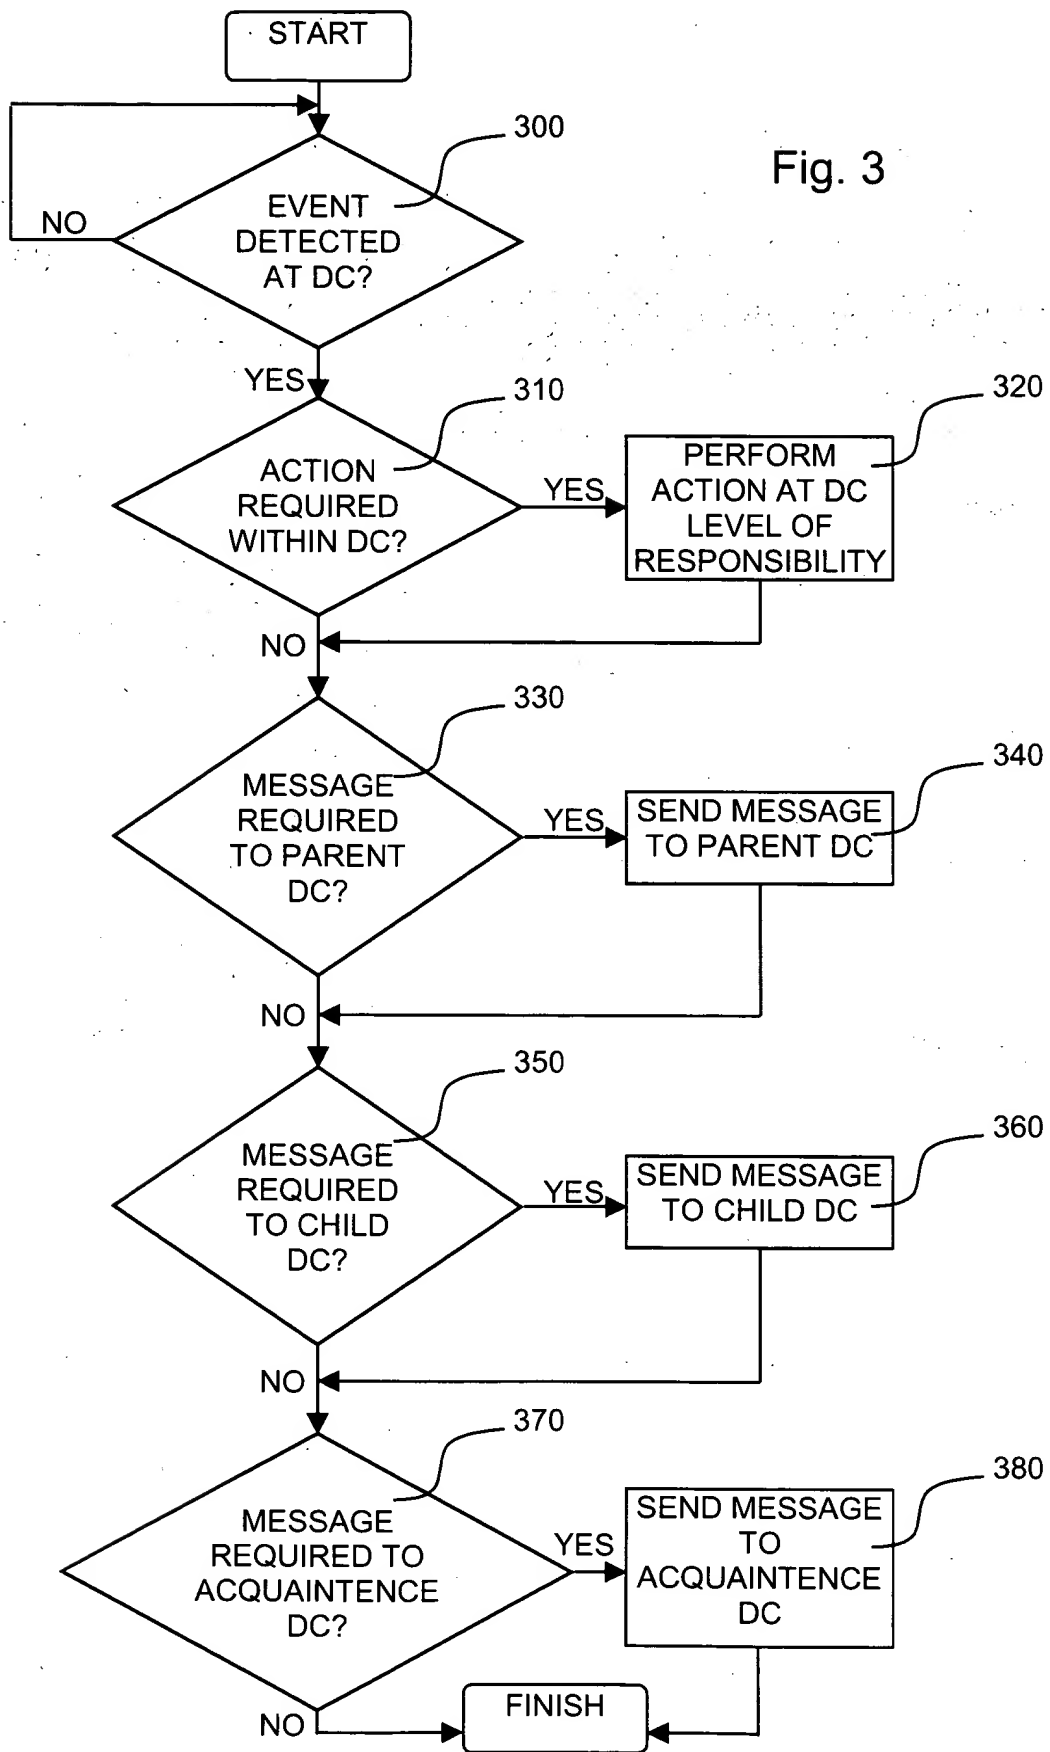 START
300
Fig. 3
EVENT
DETECTED
AT DC?
NO
YES
310
320
ACTION
REQUIRED
WITHIN DC?
YES
PERFORM
ACTION AT DC
LEVEL OF
RESPONSIBILITY
NO
330
340
MESSAGE
REQUIRED
TO PARENT
DC?
YES
SEND MESSAGE
TO PARENT DC
NO
350
360
MESSAGE
REQUIRED
TO CHILD
DC?
YES
SEND MESSAGE
TO CHILD DC
NO
370
380
MESSAGE
REQUIRED TO
ACQUAINTENCE
DC?
YES
SEND MESSAGE
TO
ACQUAINTENCE
DC
NO
FINISH